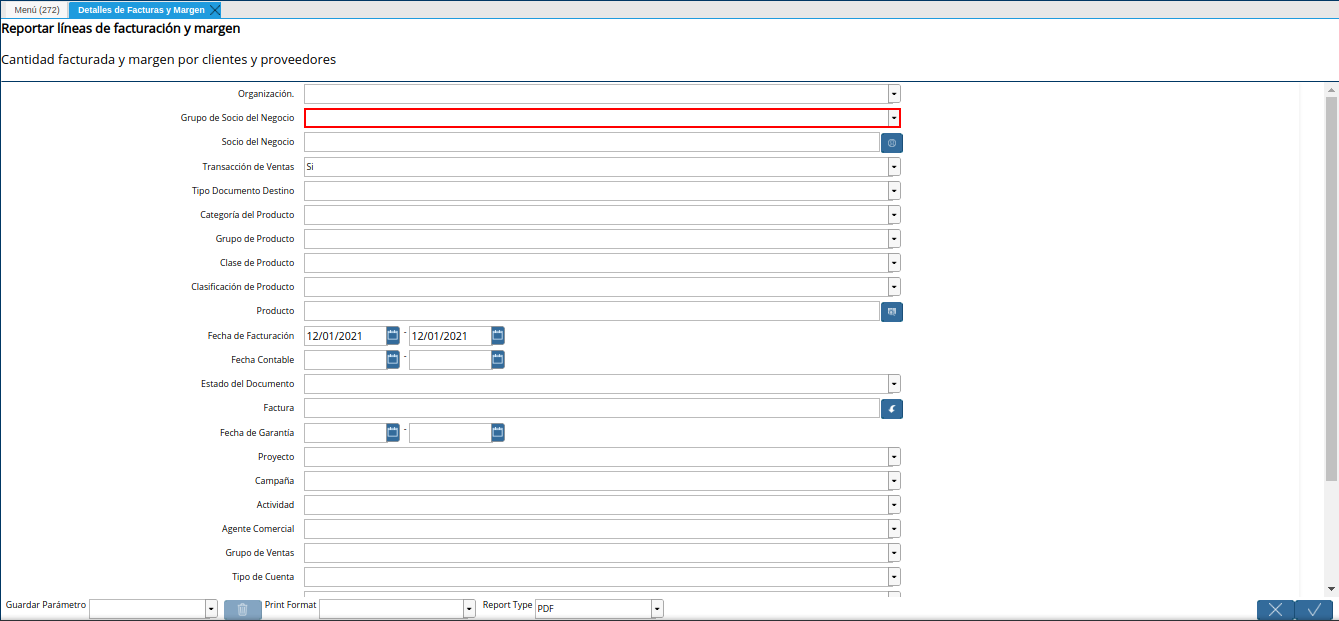 Menú (272)
Detalles de Facturas y Margen
Reportar líneas de facturación y margen
Cantidad facturada y margen por clientes y proveedores
Organización.
Grupo de Socio del Negocio
Socio del Negocio
Transacción de Ventas Si
Tipo Documento Destino
Categoría del Producto
Grupo de Producto
Clase de Producto
Clasificación de Producto
Producto
Fecha de Facturación 12/01/2021 - 12/01/2021
Fecha Contable -
Estado del Documento
Factura
Fecha de Garantía -
Proyecto
Campaña
Actividad
Agente Comercial
Grupo de Ventas
Tipo de Cuenta
Guardar Parámetro Print Format Report Type PDF